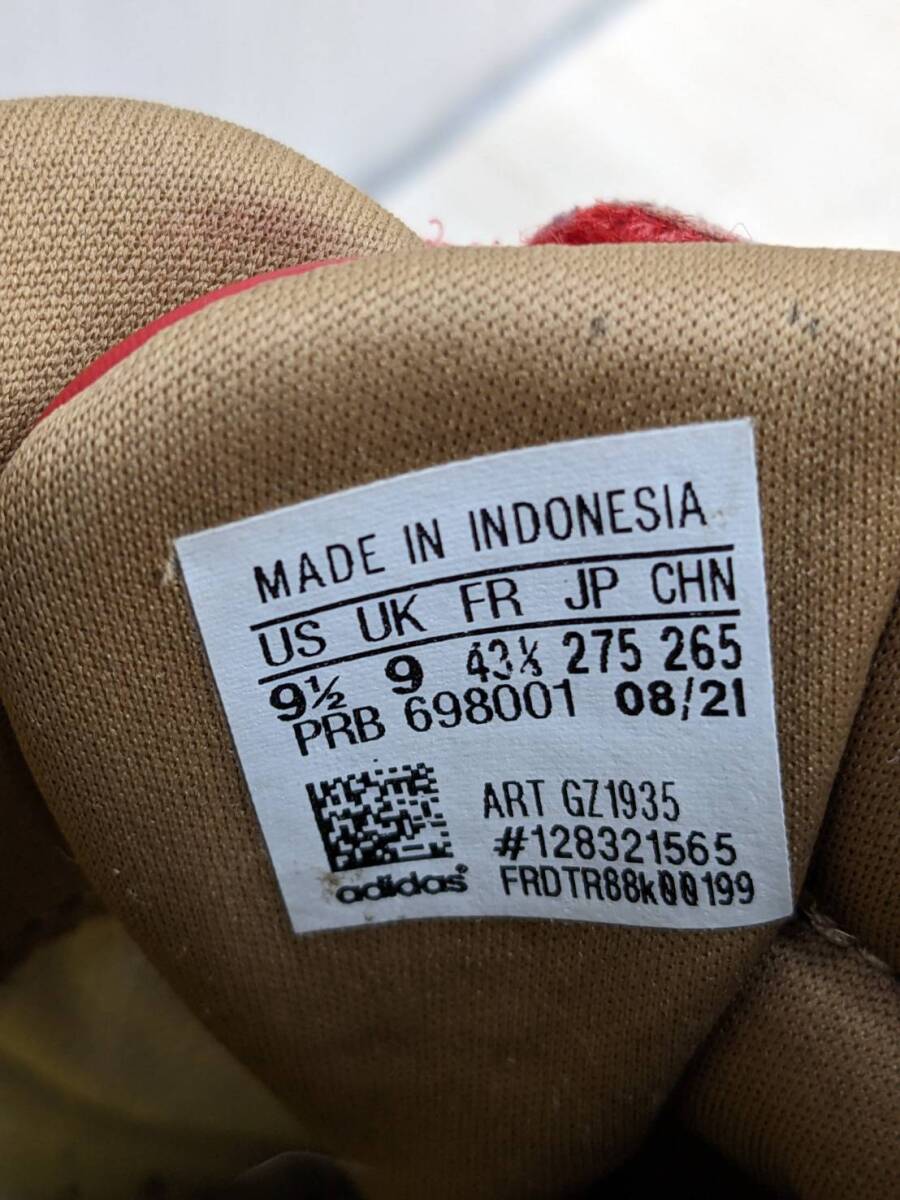 MADE IN INDONESIA
US UK FR JP CHN
9½ 9 43⅓ 275 265
PRB 698001 08/21
ART GZ1935
#128321565
adidas FRDTR88k00199